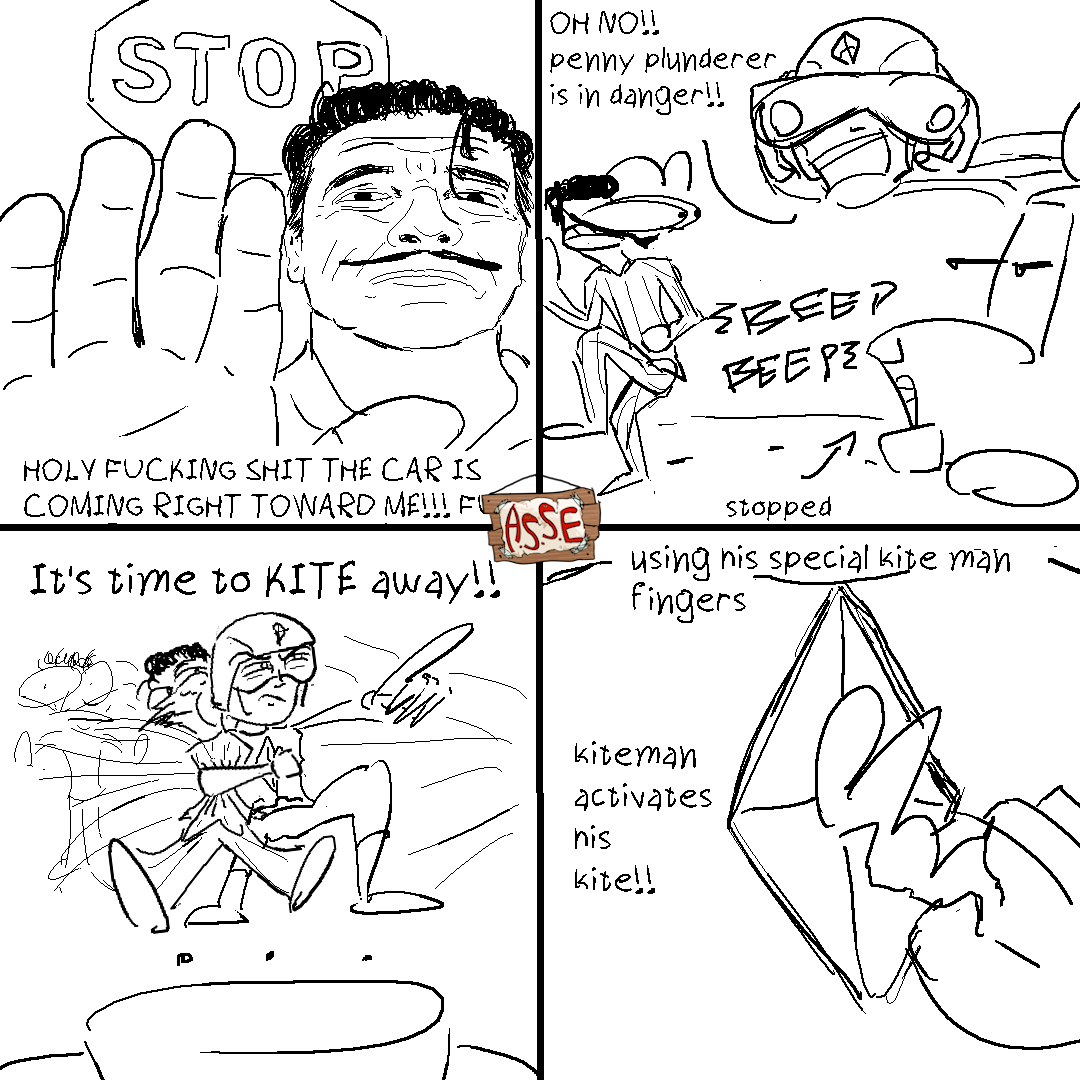 STOP
HOLY FUCKING SHIT THE CAR IS
COMING RIGHT TOWARD ME!!! FU
OH NO!!
penny plunderer
is in danger!!
BEEP
BEEP
stopped
A.S.S.E
It's time to KITE away!!
using his special kite man
fingers
kiteman
activates
his
kite!!